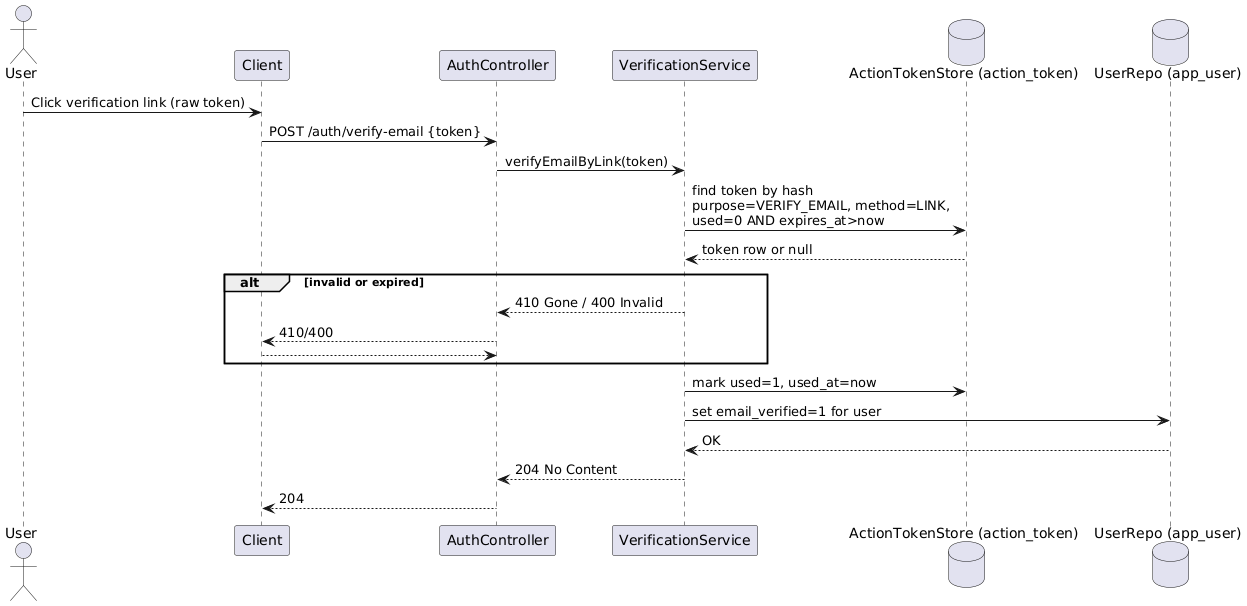 User
Client
AuthController
VerificationService
ActionTokenStore (action_token)
UserRepo (app_user)
Click verification link (raw token)
POST /auth/verify-email {token}
verifyEmailByLink(token)
find token by hash
purpose=VERIFY_EMAIL, method=LINK,
used=0 AND expires_at>now
token row or null
alt
[invalid or expired]
410 Gone / 400 Invalid
410/400
mark used=1, used_at=now
set email_verified=1 for user
OK
204 No Content
204
User
Client
AuthController
VerificationService
ActionTokenStore (action_token)
UserRepo (app_user)